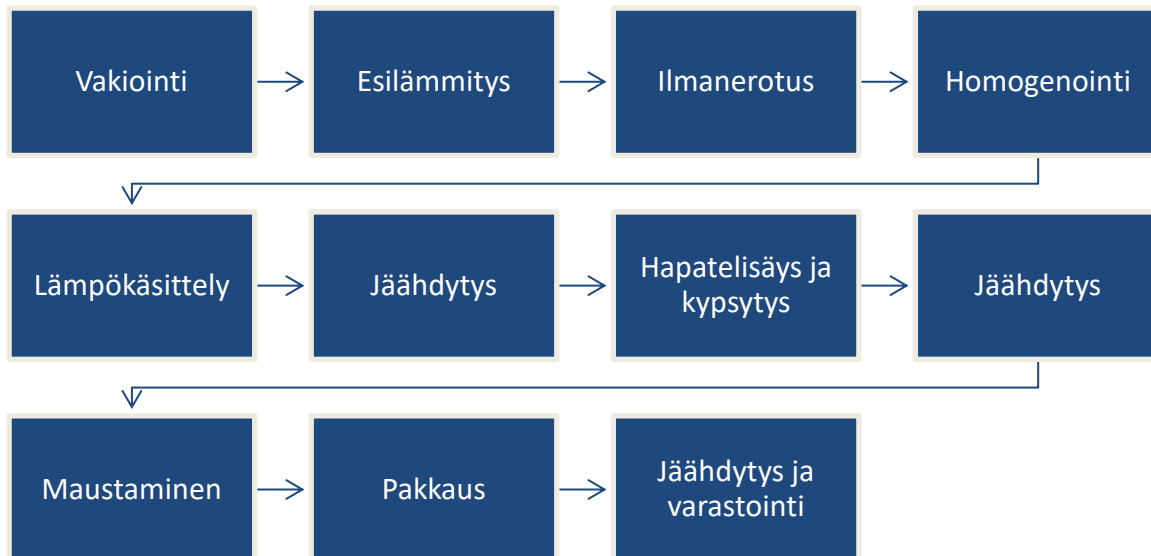 Vakiointi
Esilämmitys
Ilmanerotus
Homogenointi
Lämpökäsittely
Jäähdytys
Hapatelisäys ja
kypsytys
Jäähdytys
Maustaminen
Pakkaus
Jäähdytys ja
varastointi